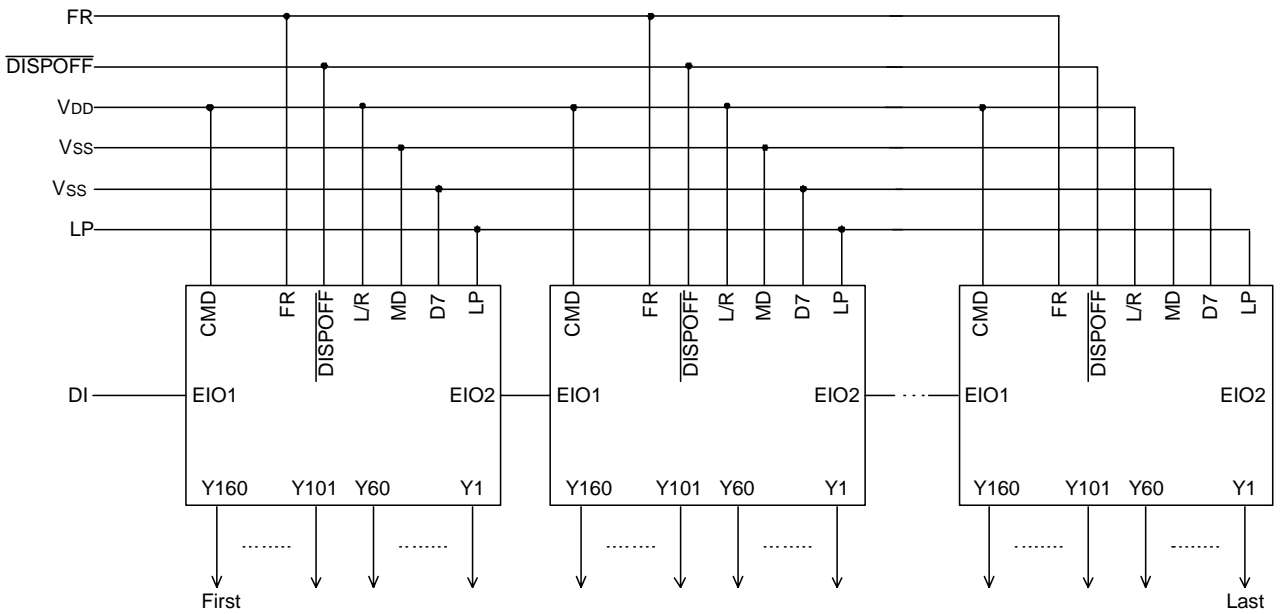 FR
DISPOFF
VDD
VSS
VSS
LP
CMD FR DISPOFF L/R MD D7 LP
CMD FR DISPOFF L/R MD D7 LP
CMD FR DISPOFF L/R MD D7 LP
DI EIO1 EIO2 EIO1 EIO2 EIO1 EIO2
Y160 Y101 Y60 Y1 Y160 Y101 Y60 Y1 Y160 Y101 Y60 Y1
First Last